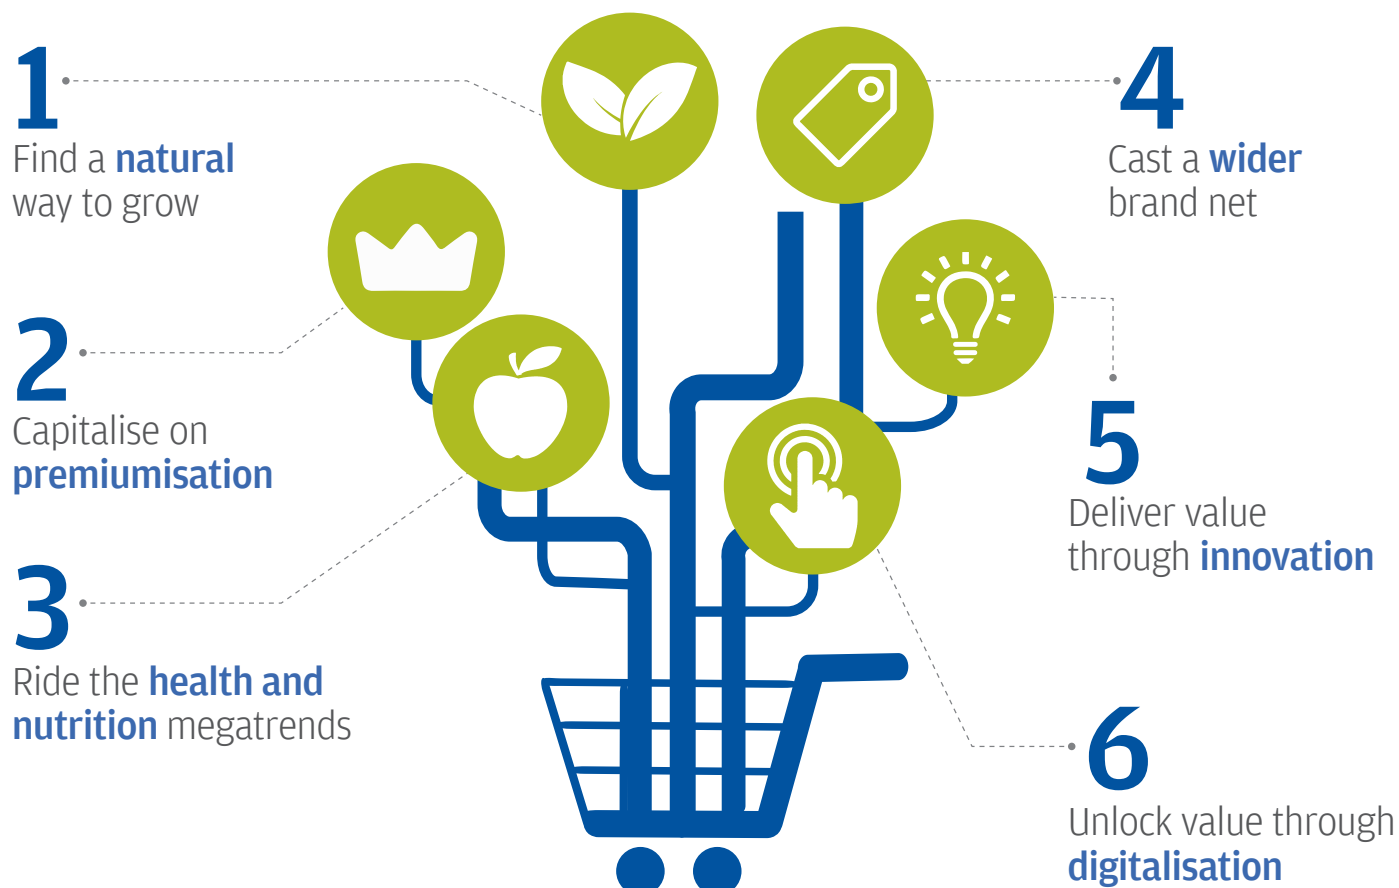 1
Find a natural
way to grow
2
Capitalise on
premiumisation
3
Ride the health and
nutrition megatrends
4
Cast a wider
brand net
5
Deliver value
through innovation
6
Unlock value through
digitalisation